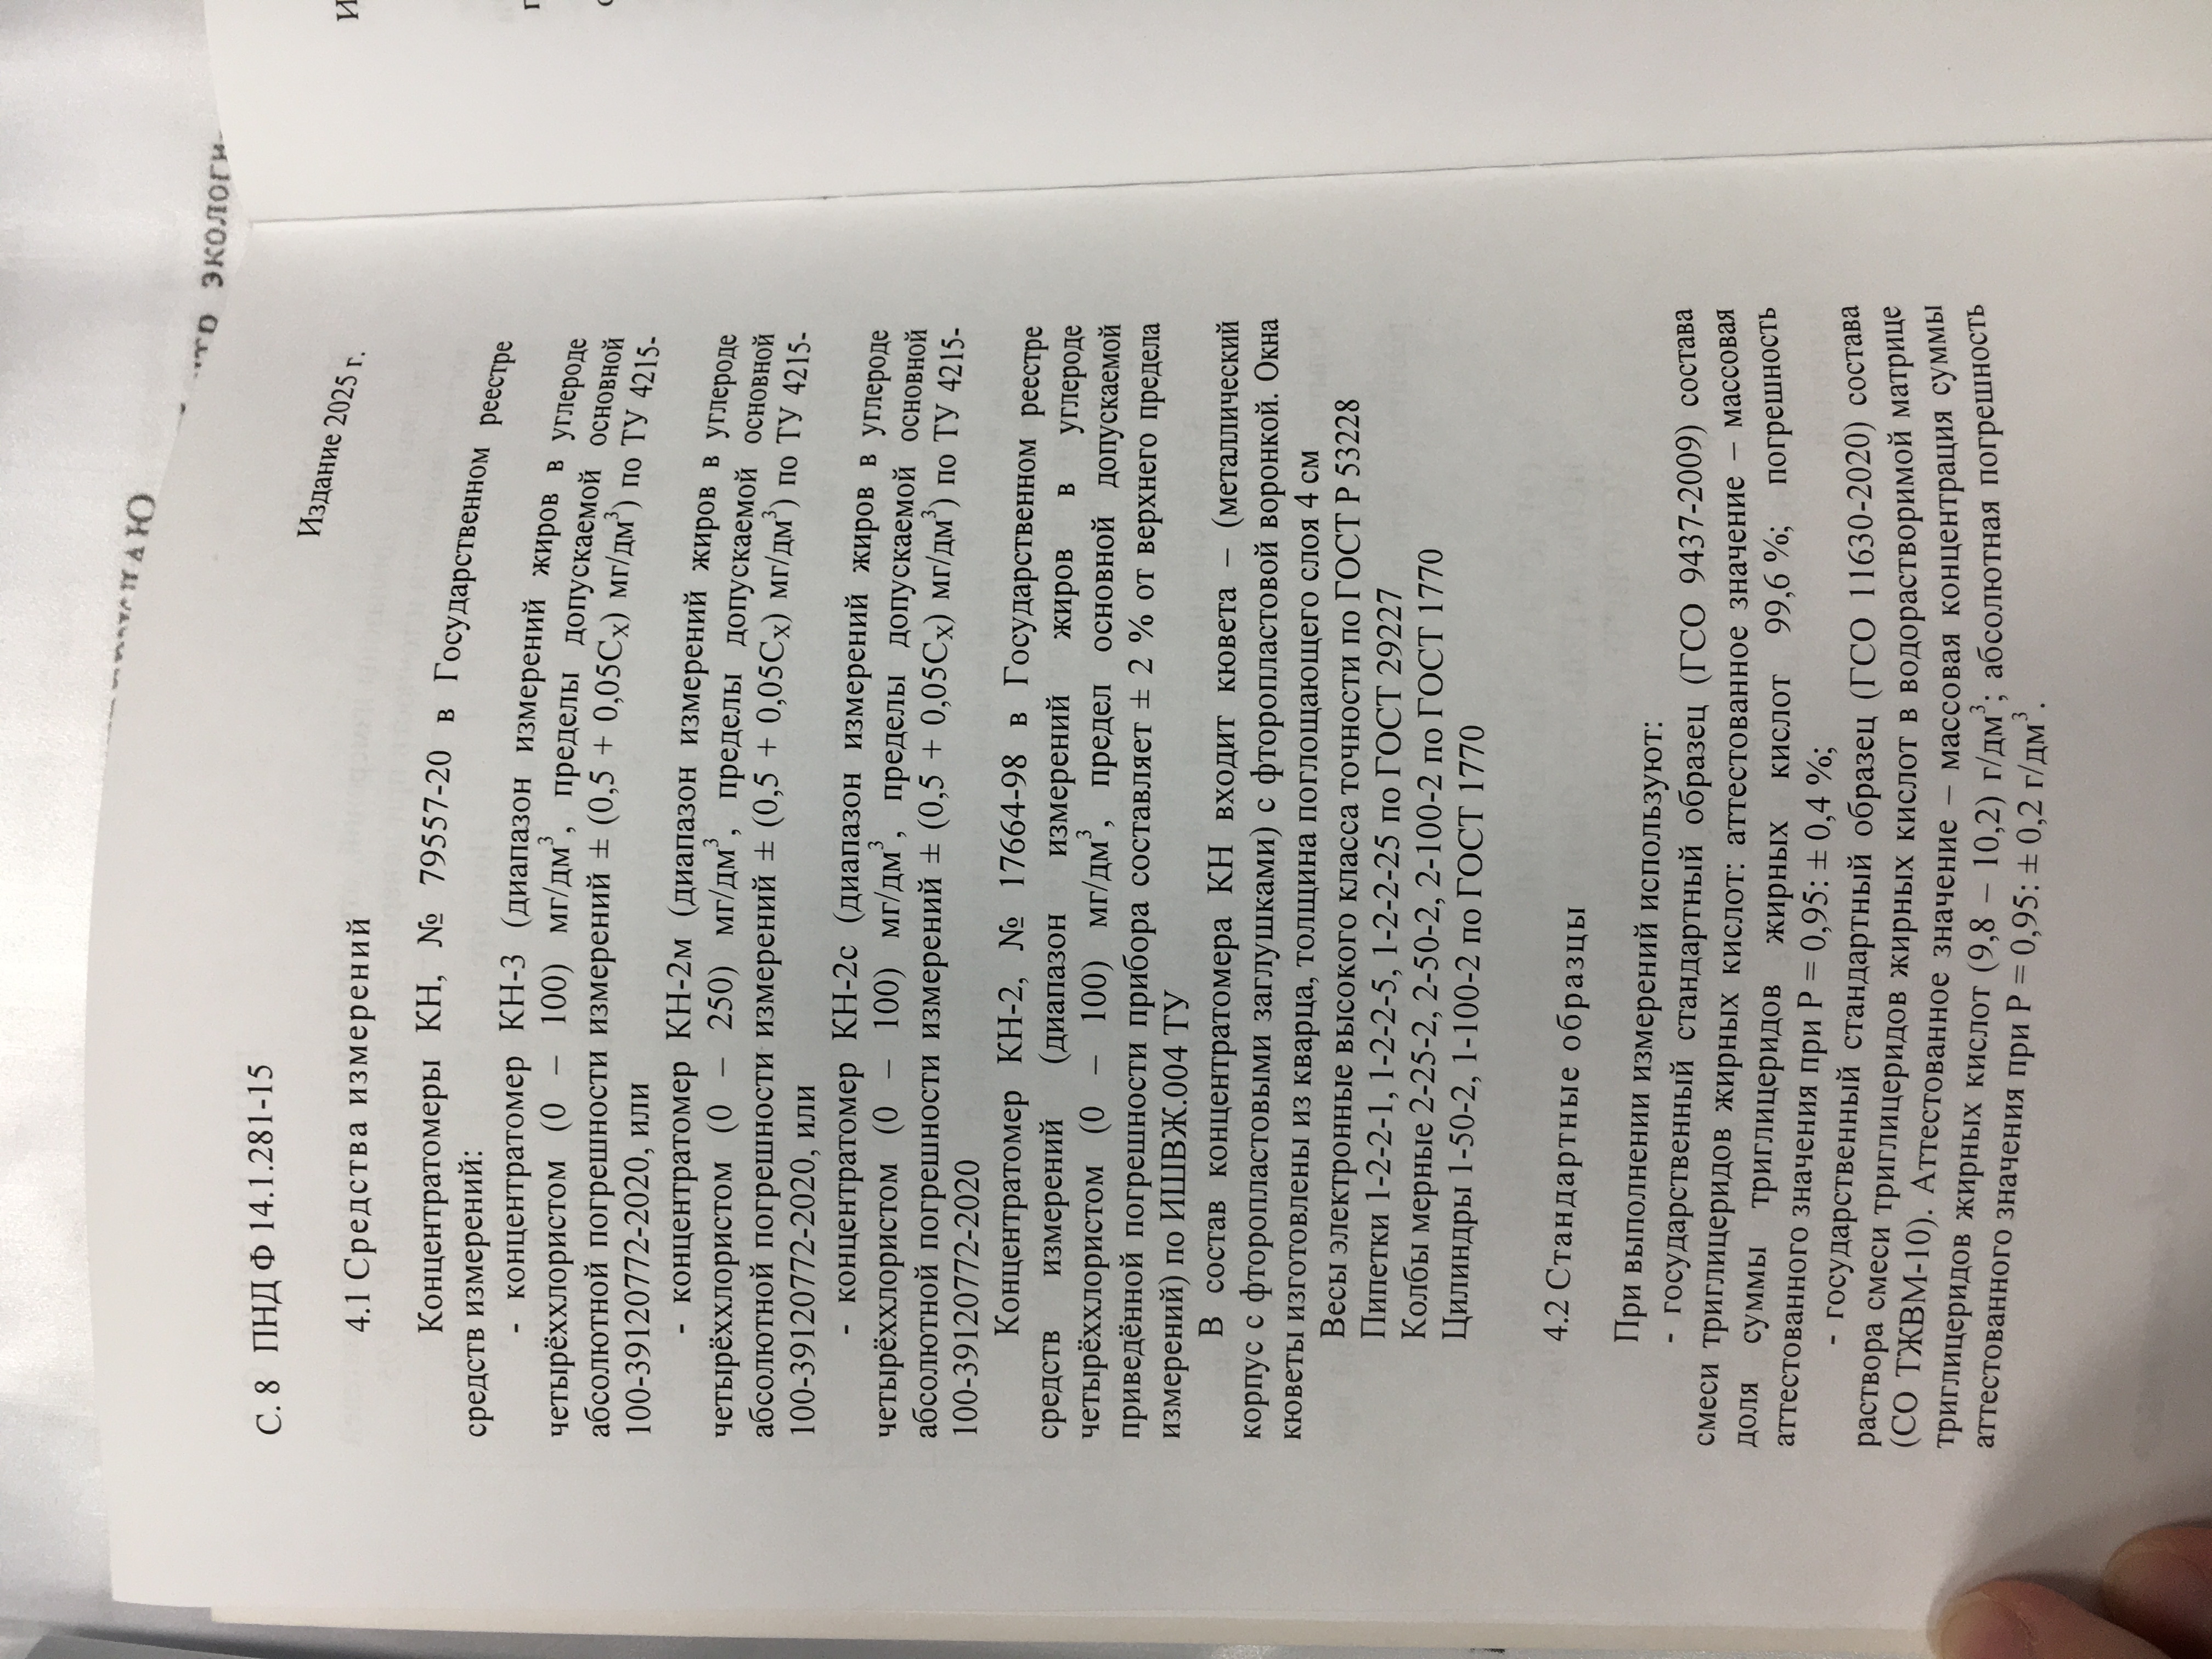 ЭКОЛОГИ
С. 8 ПНД Ф 14.1.281-15
Издание 2025 г.
4.1 Средства измерений
Концентратомеры КН, № 79557-20 в Государственном реестре
средств измерений:
- концентратомер КН-3 (диапазон измерений жиров в углероде
четырёххлористом (0 – 100) мг/дм³, пределы допускаемой основной
абсолютной погрешности измерений ± (0,5 + 0,05Cₓ) мг/дм³) по ТУ 4215-
100-39120772-2020, или
- концентратомер КН-2м (диапазон измерений жиров в углероде
четырёххлористом (0 – 250) мг/дм³, пределы допускаемой основной
абсолютной погрешности измерений ± (0,5 + 0,05Cₓ) мг/дм³) по ТУ 4215-
100-39120772-2020, или
- концентратомер КН-2с (диапазон измерений жиров в углероде
четырёххлористом (0 – 100) мг/дм³, пределы допускаемой основной
абсолютной погрешности измерений ± (0,5 + 0,05Cₓ) мг/дм³) по ТУ 4215-
100-39120772-2020
Концентратомер КН-2, № 17664-98 в Государственном реестре
средств измерений (диапазон измерений жиров в углероде
четырёххлористом (0 – 100) мг/дм³, предел основной допускаемой
приведённой погрешности прибора составляет ± 2 % от верхнего предела
измерений) по ИШВЖ.004 ТУ
В состав концентратомера КН входит кювета – (металлический
корпус с фторопластовыми заглушками) с фторопластовой воронкой. Окна
кюветы изготовлены из кварца, толщина поглощающего слоя 4 см
Весы электронные высокого класса точности по ГОСТ Р 53228
Пипетки 1-2-2-1, 1-2-2-5, 1-2-2-25 по ГОСТ 29227
Колбы мерные 2-25-2, 2-50-2, 2-100-2 по ГОСТ 1770
Цилиндры 1-50-2, 1-100-2 по ГОСТ 1770
4.2 Стандартные образцы
При выполнении измерений используют:
- государственный стандартный образец (ГСО 9437-2009) состава
смеси триглицеридов жирных кислот: аттестованное значение – массовая
доля суммы триглицеридов жирных кислот 99,6 %; погрешность
аттестованного значения при Р = 0,95: ± 0,4 %;
- государственный стандартный образец (ГСО 11630-2020) состава
раствора смеси триглицеридов жирных кислот в водорастворимой матрице
(СО ТЖВМ-10). Аттестованное значение – массовая концентрация суммы
триглицеридов жирных кислот (9,8 – 10,2) г/дм³; абсолютная погрешность
аттестованного значения при Р = 0,95: ± 0,2 г/дм³.